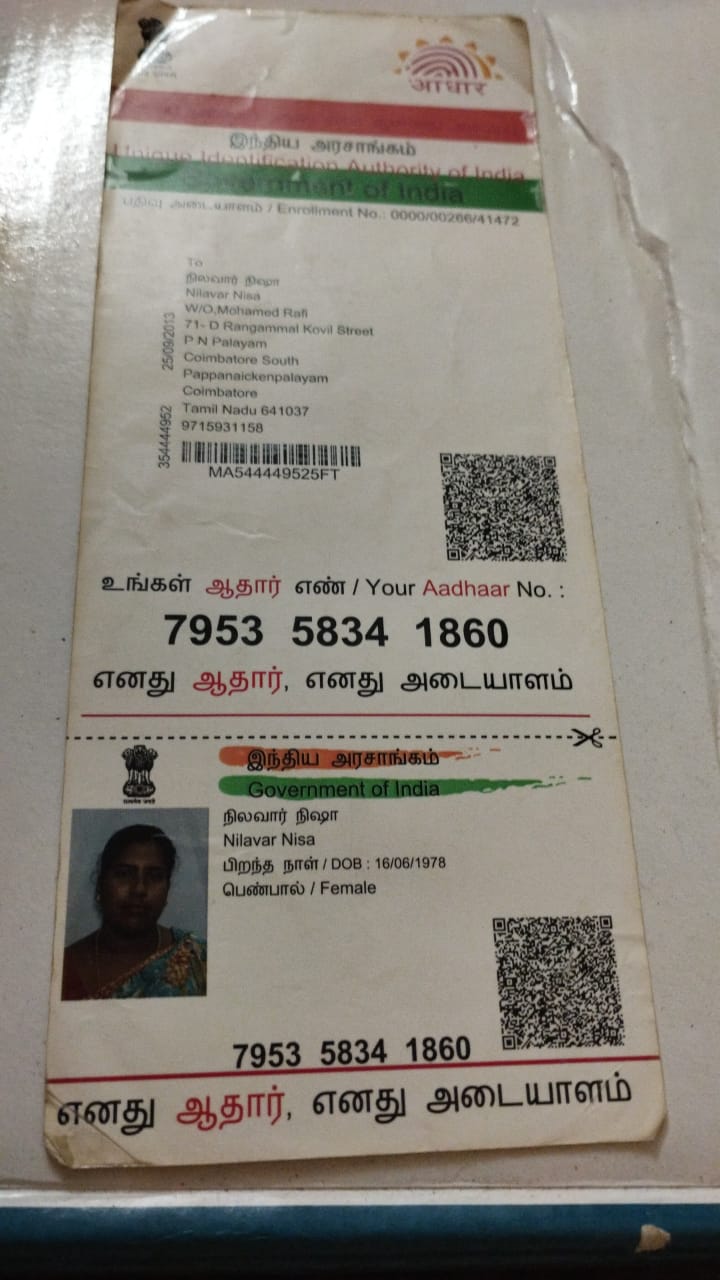 आधार
இந்திய அரசாங்கம்
Unique Identification Authority of India
Government of India
பதிவு அடையாளம் / Enrollment No.: 0000/00266/41472
To
நிலவார் நிஷா
Nilavar Nisa
W/O,Mohamed Rafi
71- D Rangammal Kovil Street
P N Palayam
Coimbatore South
Pappanaickenpalayam
Coimbatore
Tamil Nadu 641037
9715931158
25/09/2013
354444952
MA544449525FT
உங்கள் ஆதார் எண் / Your Aadhaar No. :
7953 5834 1860
எனது ஆதார், எனது அடையாளம்
இந்திய அரசாங்கம்
Government of India
நிலவார் நிஷா
Nilavar Nisa
பிறந்த நாள் / DOB : 16/06/1978
பெண்பால் / Female
7953 5834 1860
எனது ஆதார், எனது அடையாளம்